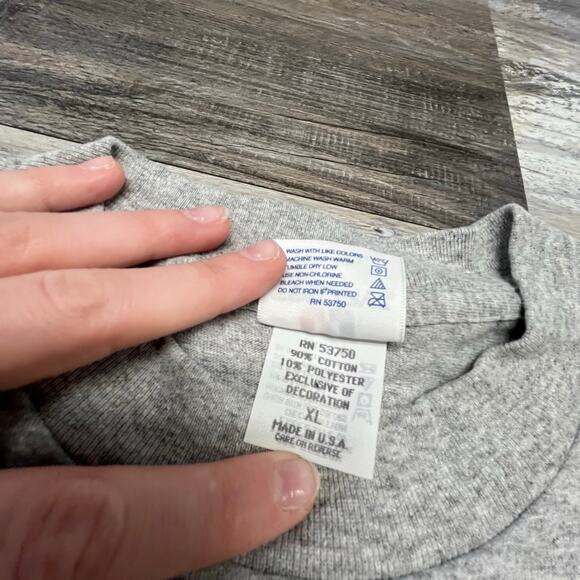 WASH WITH LIKE COLORS
MACHINE WASH WARM
TUMBLE DRY LOW
USE NON-CHLORINE
BLEACH WHEN NEEDED
DO NOT IRON IF PRINTED
RN 53750
RN 53750
90% COTTON
10% POLYESTER
EXCLUSIVE OF
DECORATION
XL
MADE IN U.S.A.
CARE ON REVERSE